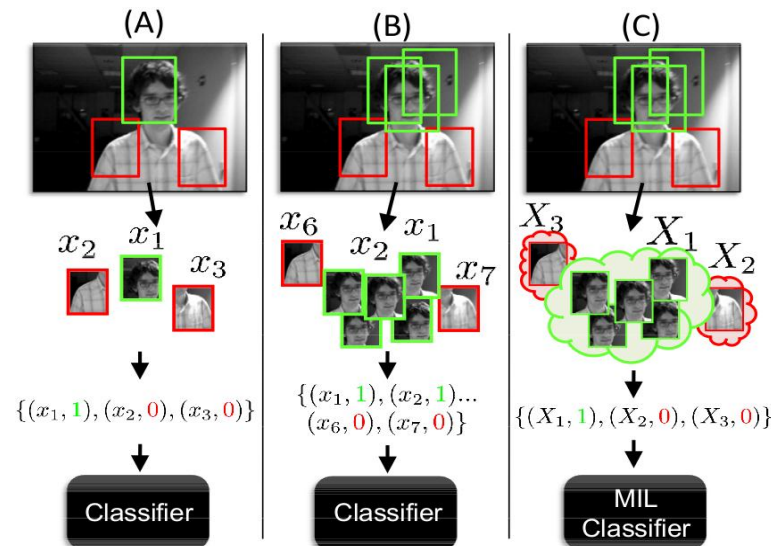 (A)
x₂ x₁ x₃
{(x₁, 1), (x₂, 0), (x₃, 0)}
Classifier
(B)
x₆ x₂ x₁ x₇
{(x₁, 1), (x₂, 1)...
(x₆, 0), (x₇, 0)}
Classifier
(C)
X₃ X₁ X₂
{(X₁, 1), (X₂, 0), (X₃, 0)}
MIL
Classifier